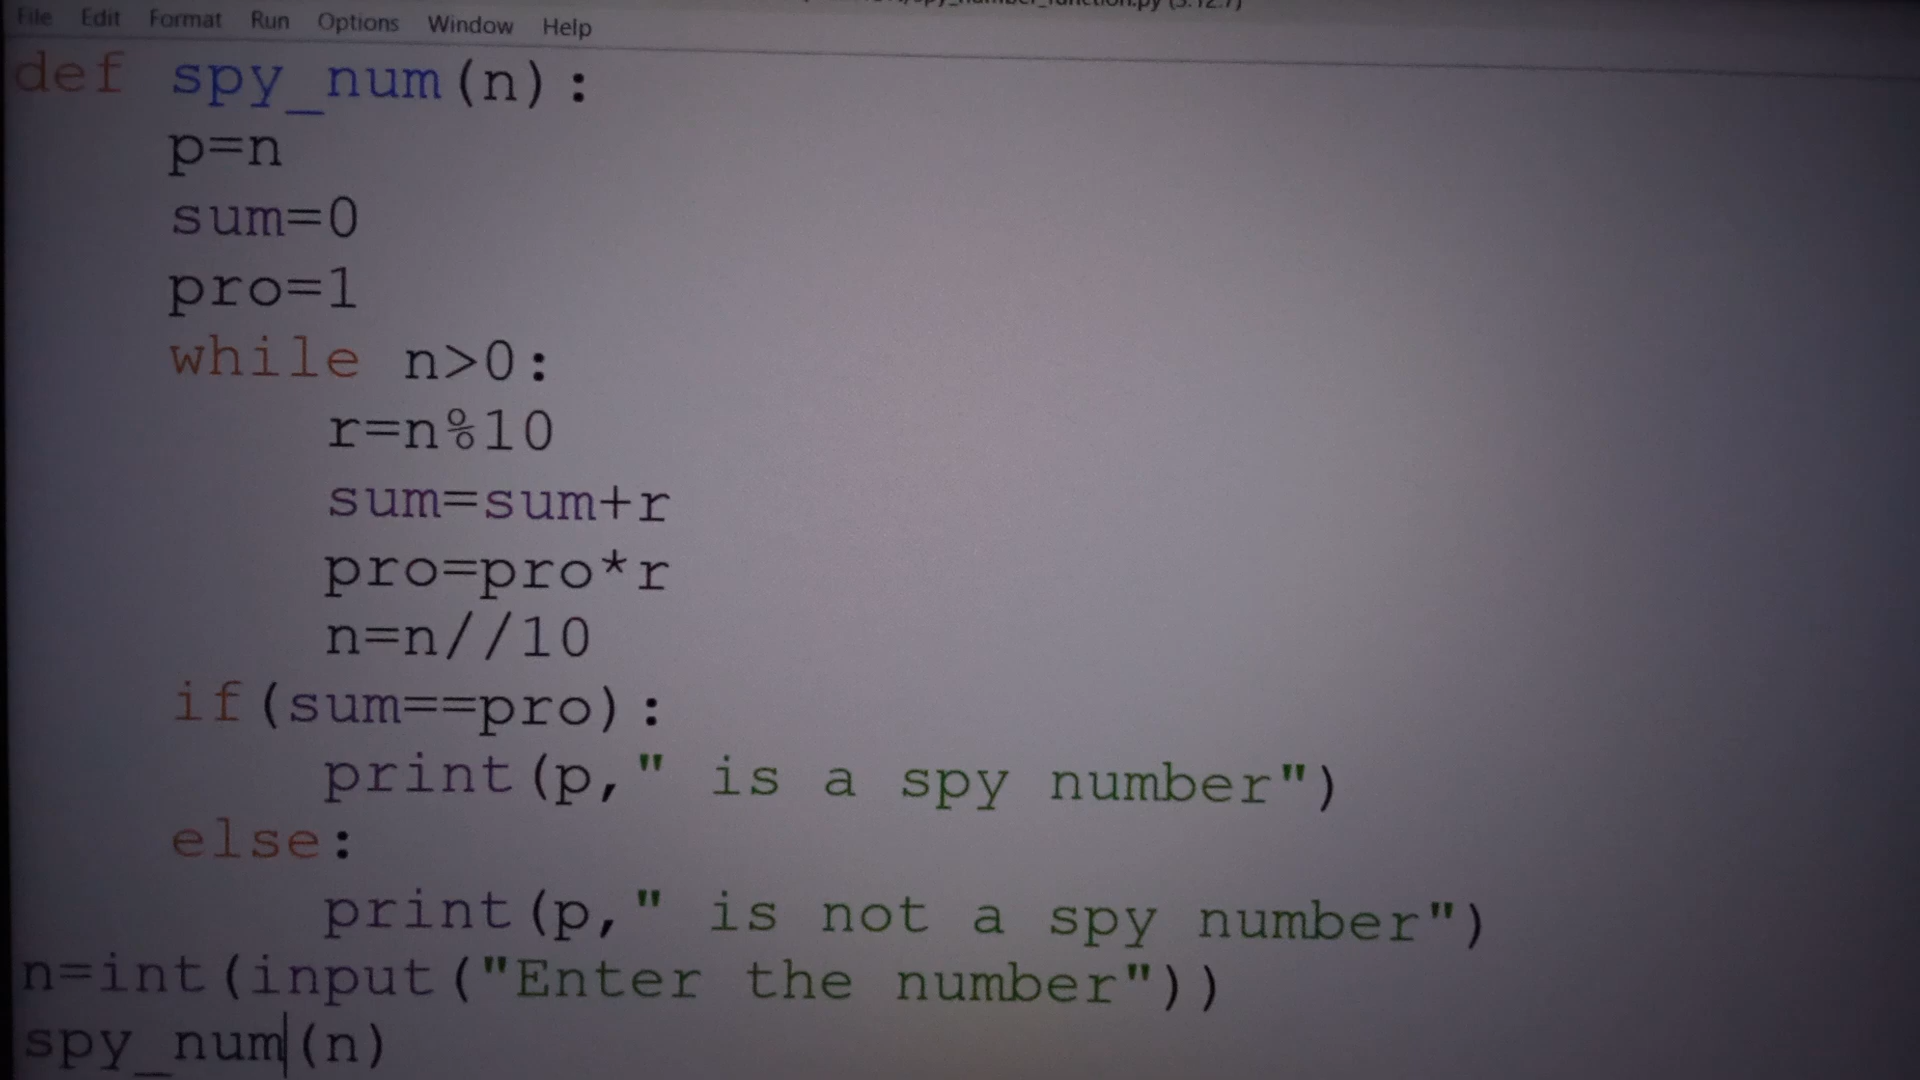 File Edit Format Run Options Window Help
def spy_num(n):
    p=n
    sum=0
    pro=1
    while n>0:
        r=n%10
        sum=sum+r
        pro=pro*r
        n=n//10
    if(sum==pro):
        print(p," is a spy number")
    else:
        print(p," is not a spy number")
n=int(input("Enter the number"))
spy_num(n)